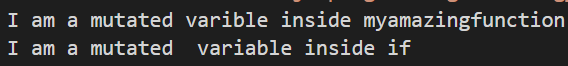 I am a mutated varible inside myamazingfunction
I am a mutated  variable inside if